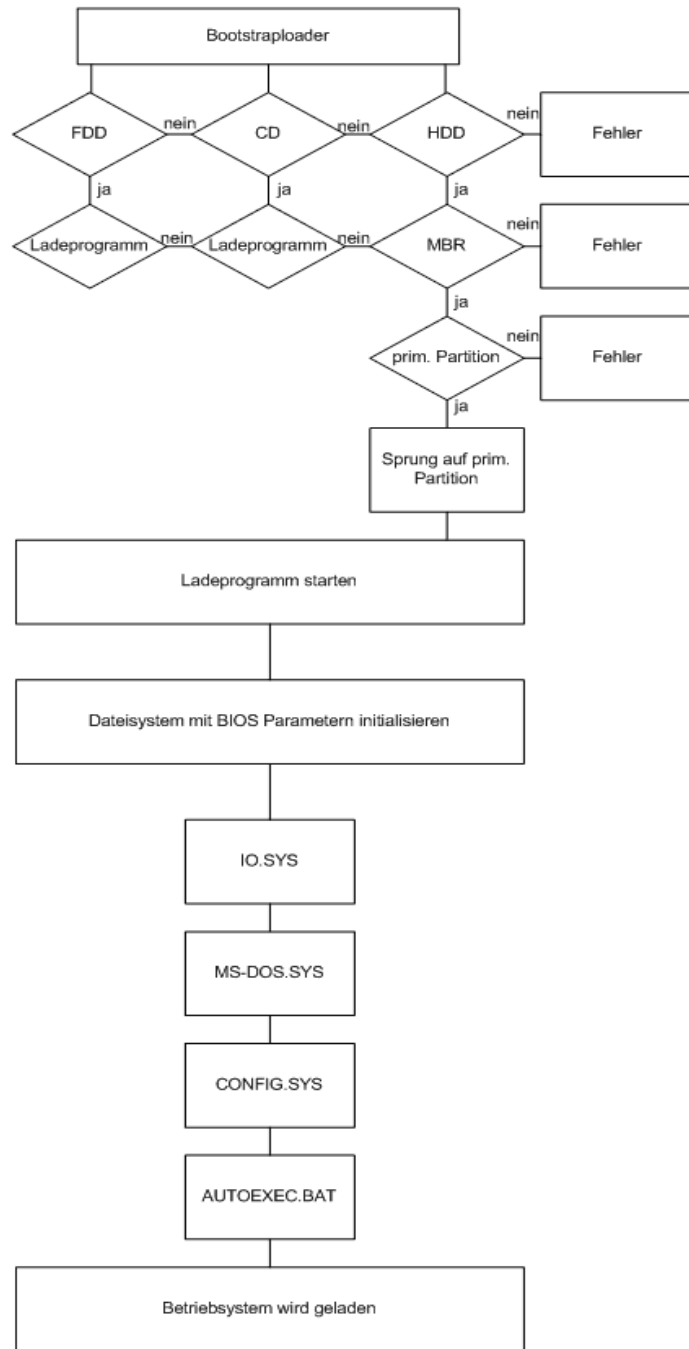 Bootstraploader
FDD
nein
CD
nein
HDD
nein
Fehler
ja
ja
ja
Ladeprogramm
nein
Ladeprogramm
nein
MBR
nein
Fehler
ja
prim. Partition
nein
Fehler
ja
Sprung auf prim.
Partition
Ladeprogramm starten
Dateisystem mit BIOS Parametern initialisieren
IO.SYS
MS-DOS.SYS
CONFIG.SYS
AUTOEXEC.BAT
Betriebsystem wird geladen